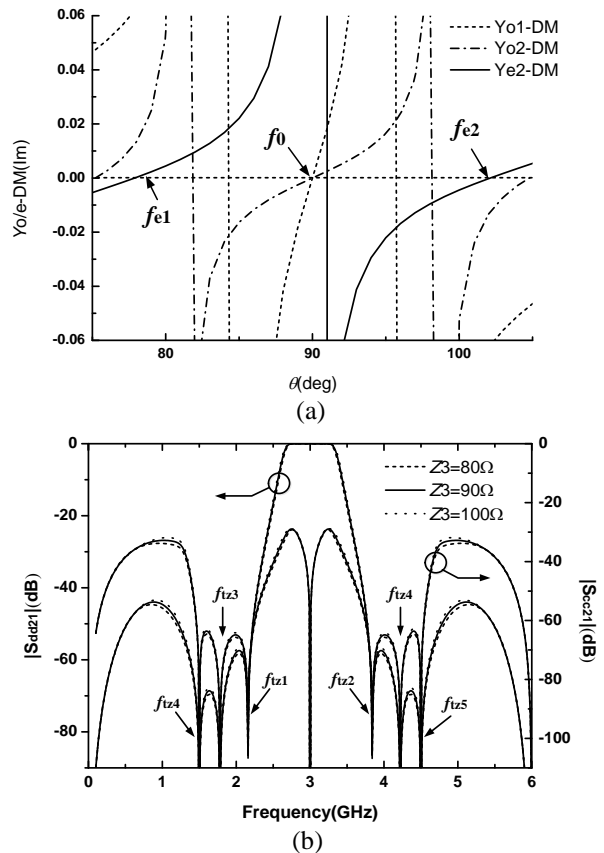 0.06
0.04
0.02
0.00
-0.02
-0.04
-0.06
Yo/e-DM(Im)
Yo1-DM
Yo2-DM
Ye2-DM
fe1
f0
fe2
80 90 100
θ(deg)
(a)
0
-20
-40
-60
-80
|Sdd21|(dB)
0
-20
-40
-60
-80
-100
|Scc21|(dB)
Z3=80Ω
Z3=90Ω
Z3=100Ω
ftz3
ftz4
ftz1
ftz2
ftz4
ftz5
0 1 2 3 4 5 6
Frequency(GHz)
(b)